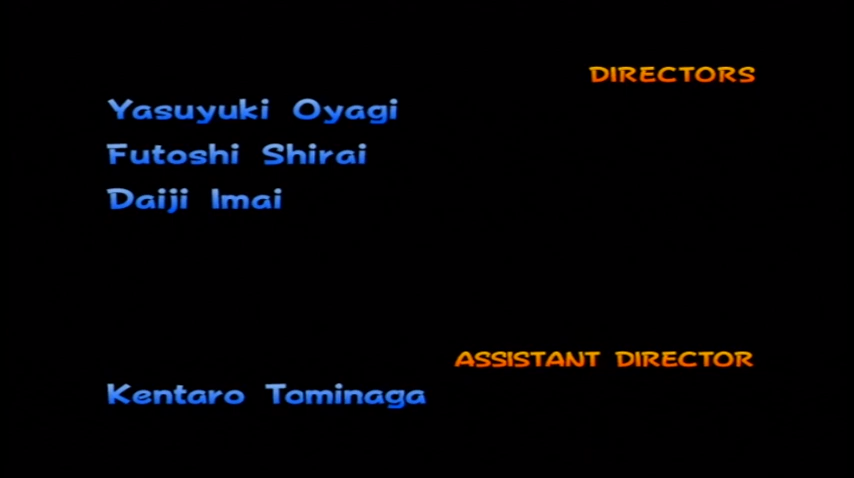 DIRECTORS
Yasuyuki Oyagi
Futoshi Shirai
Daiji Imai
ASSISTANT DIRECTOR
Kentaro Tominaga